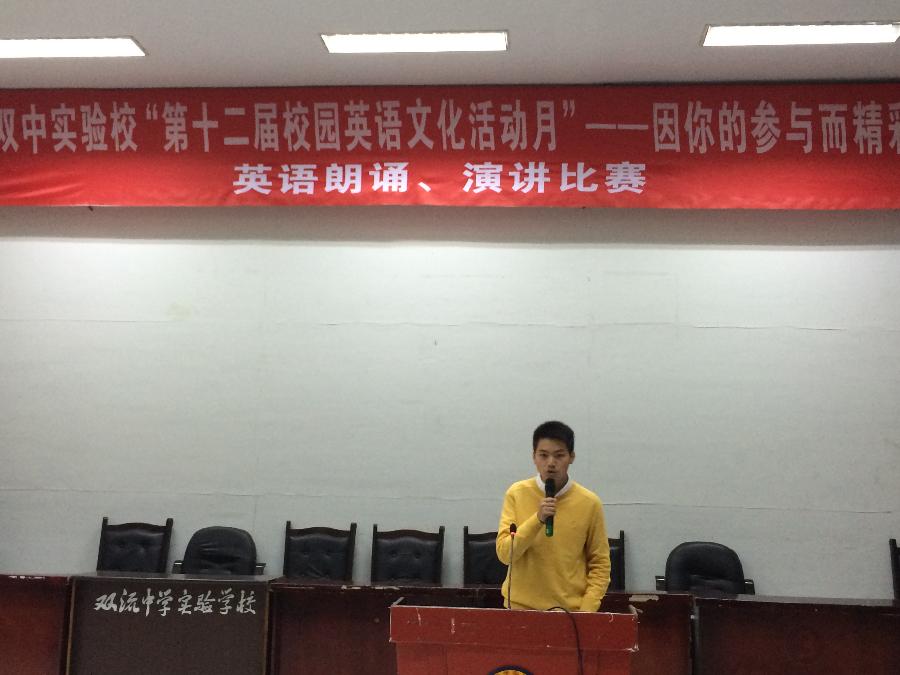 双中实验校“第十二届校园英语文化活动月”——因你的参与而精彩
英语朗诵、演讲比赛
双流中学实验学校